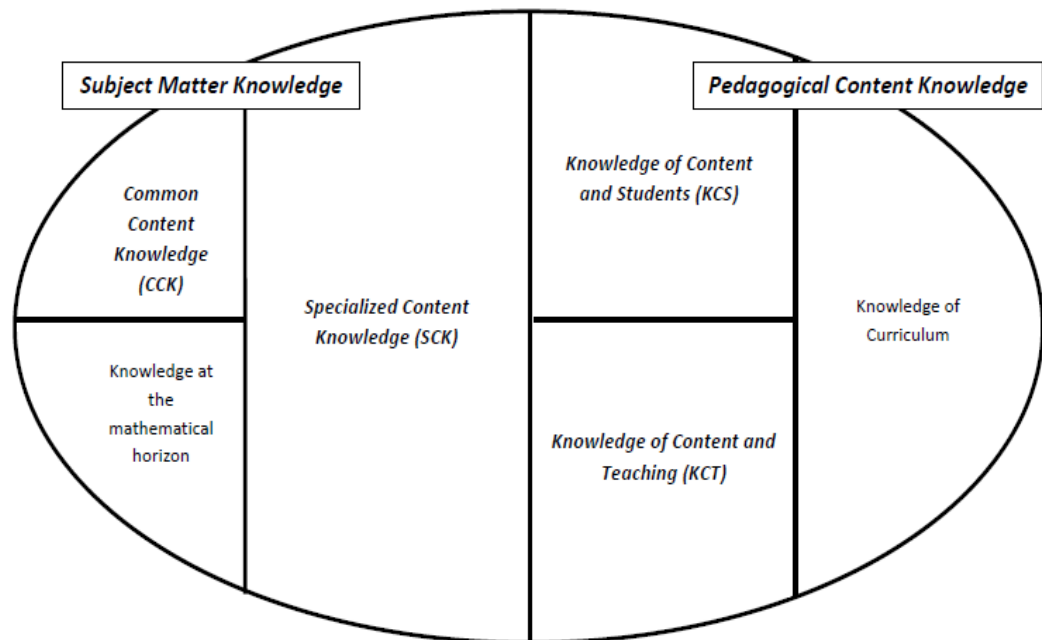 Subject Matter Knowledge
Pedagogical Content Knowledge
Common
Content
Knowledge
(CCK)
Knowledge at
the
mathematical
horizon
Specialized Content
Knowledge (SCK)
Knowledge of Content
and Students (KCS)
Knowledge of Content and
Teaching (KCT)
Knowledge of
Curriculum